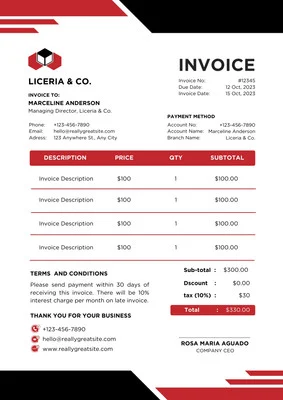 LICERIA & CO.
INVOICE TO:
MARCELINE ANDERSON
Managing Director, Liceria & Co.
Phone: +123-456-7890
Email: hello@reallygreatsite.com
Adress: 123 Anywhere St., Any City
INVOICE
Invoice No: #12345
Due Date: 12 Oct, 2023
Invoice Date: 15 Oct, 2023
PAYMENT METHOD
Account No: +123-456-7890
Account Name: Marceline Anderson
Branch Name: Liceria & Co.
DESCRIPTION PRICE QTY SUBTOTAL
Invoice Description $100 1 $100.00
Invoice Description $100 1 $100.00
Invoice Description $100 1 $100.00
Invoice Description $100 1 $100.00
TERMS AND CONDITIONS
Please send payment within 30 days of
receiving this invoice. There will be 10%
interest charge per month on late invoice.
Sub-total : $300.00
Dscount : $0.00
tax (10%) : $30
Total : $330.00
THANK YOU FOR YOUR BUSINESS
+123-456-7890
hello@reallygreatsite.com
www.reallygreatsite.com
ROSA MARIA AGUADO
COMPANY CEO